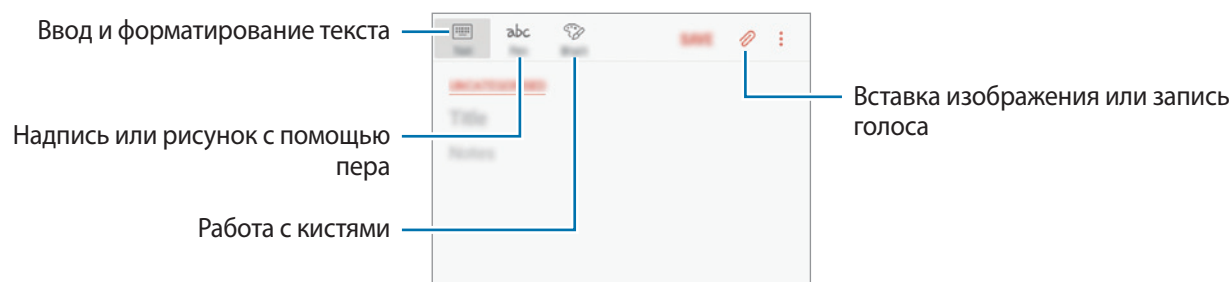 Ввод и форматирование текста
abc
SAVE
UNCATEGORISED
Вставка изображения или запись
голоса
Title
Надпись или рисунок с помощью
пера
Notes
Работа с кистями